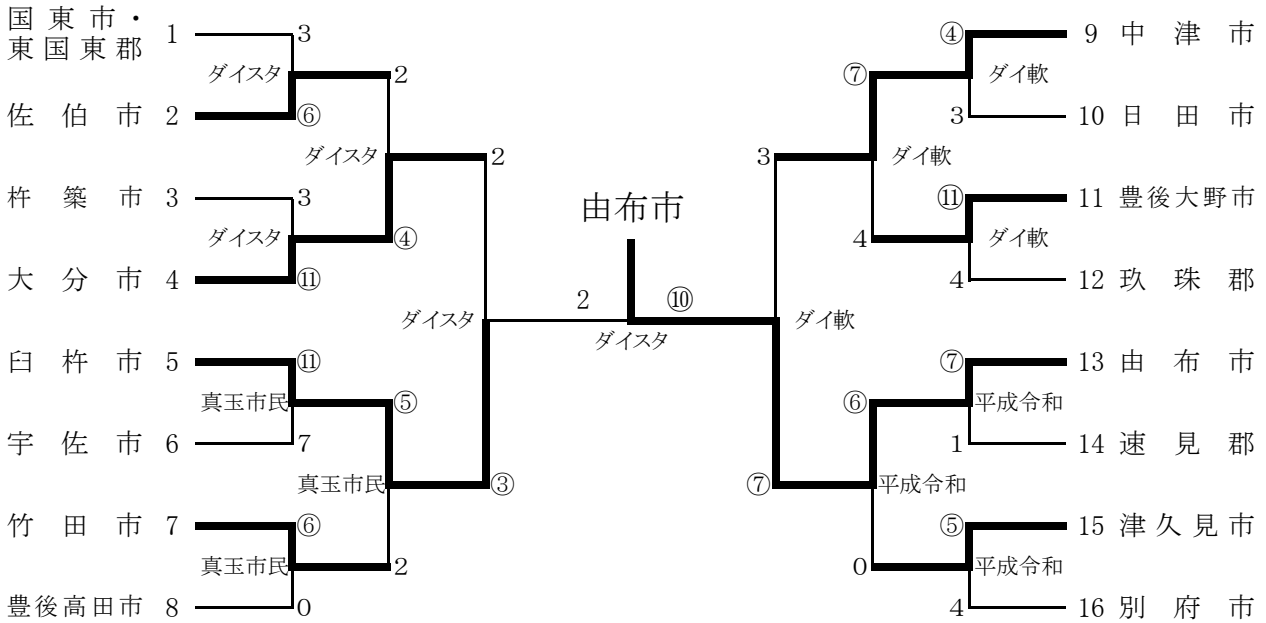 国東市・
東国東郡 1 3
ダイスタ 2
佐伯市 2 ⑥
ダイスタ 2
杵築市 3 3
ダイスタ ④
大分市 4 ⑪
ダイスタ
臼杵市 5 ⑪
真玉市民 ⑤
宇佐市 6 7
真玉市民 ③
竹田市 7 ⑥
真玉市民 2
豊後高田市 8 0
由布市
2 ⑩
ダイスタ
④ 9 中津市
⑦ ダイ軟
3 10 日田市
3 ダイ軟
⑪ 11 豊後大野市
4 ダイ軟
4 12 玖珠郡
ダイ軟
⑦ 13 由布市
⑥ 平成令和
1 14 速見郡
⑦ 平成令和
⑤ 15 津久見市
0 平成令和
4 16 別府市